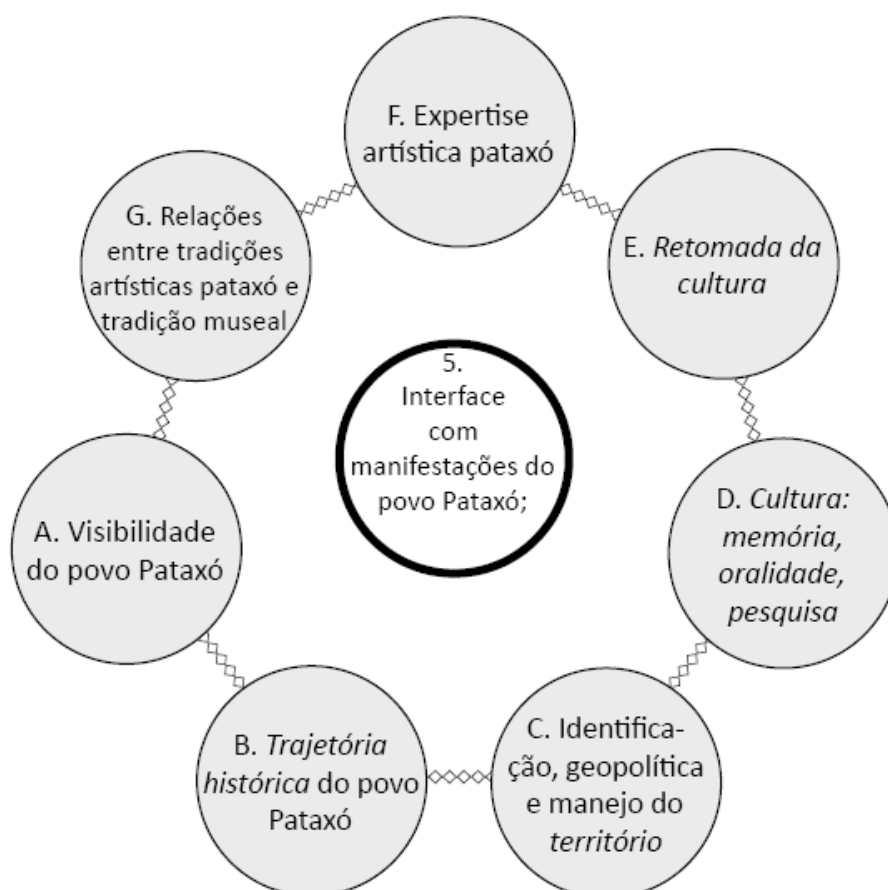 F. Expertise
artística pataxó
G. Relações
entre tradições
artísticas pataxó e
tradição museal
E. Retomada da
cultura
5.
Interface
com
manifestações do
povo Pataxó;
A. Visibilidade
do povo Pataxó
D. Cultura:
memória,
oralidade,
pesquisa
B. Trajetória
histórica do povo
Pataxó
C. Identifica-
ção, geopolítica
e manejo do
território